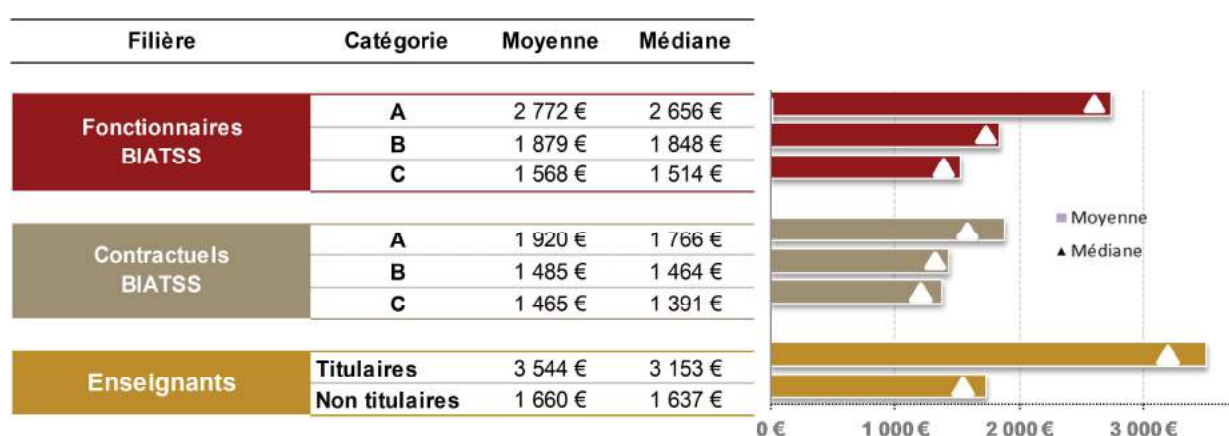 Filière Catégorie Moyenne Médiane
Fonctionnaires
BIATSS
A 2 772 € 2 656 €
B 1 879 € 1 848 €
C 1 568 € 1 514 €
Contractuels
BIATSS
A 1 920 € 1 766 €
B 1 485 € 1 464 €
C 1 465 € 1 391 €
Enseignants
Titulaires 3 544 € 3 153 €
Non titulaires 1 660 € 1 637 €
Moyenne
Médiane
0 € 1 000 € 2 000 € 3 000 €